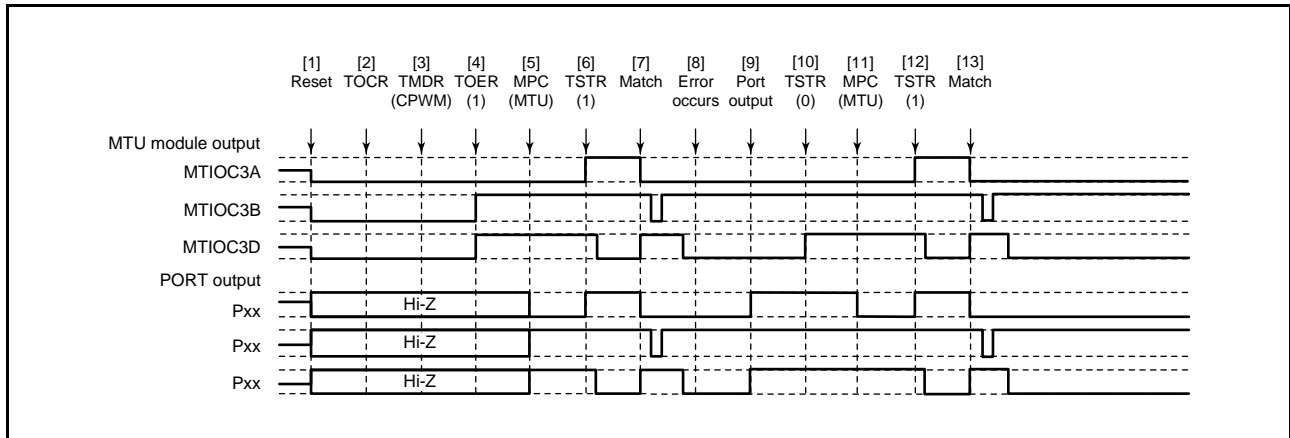 [1] [2] [3] [4] [5] [6] [7] [8] [9] [10] [11] [12] [13]
Reset TOCR TMDR TOER MPC TSTR Match Error Port TSTR MPC TSTR Match
(CPWM) (1) (MTU) (1) occurs output (0) (MTU) (1)
MTU module output
MTIOC3A
MTIOC3B
MTIOC3D
PORT output
Pxx Hi-Z
Pxx Hi-Z
Pxx Hi-Z